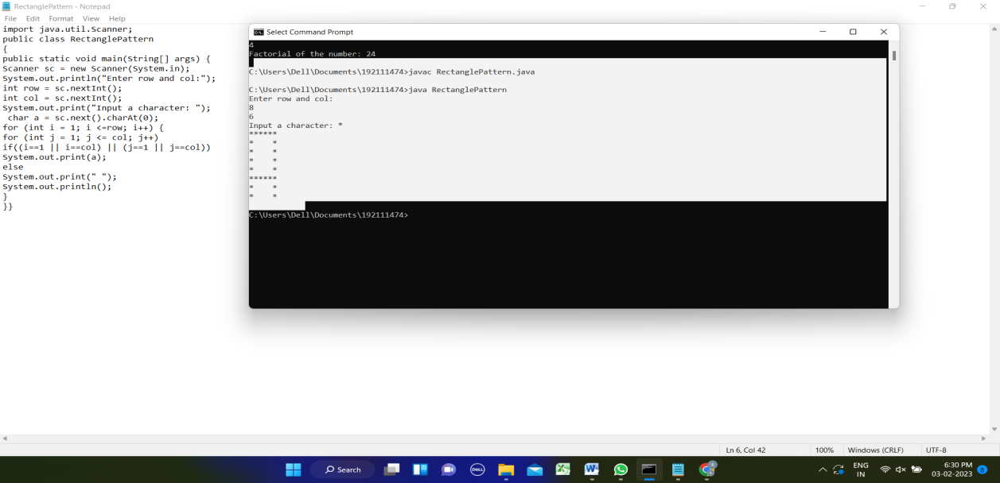 RectanglePattern - Notepad
File Edit Format View Help
import java.util.Scanner;
public class RectanglePattern
{
public static void main(String[] args) {
Scanner sc = new Scanner(System.in);
System.out.println("Enter row and col:");
int row = sc.nextInt();
int col = sc.nextInt();
System.out.print("Input a character: ");
 char a = sc.next().charAt(0);
for (int i = 1; i <=row; i++) {
for (int j = 1; j <= col; j++)
if((i==1 || i==col) || (j==1 || j==col))
System.out.print(a);
else
System.out.print(" ");
System.out.println();
}
}}
Select Command Prompt
4
Factorial of the number: 24
C:\Users\Dell\Documents\192111474>javac RectanglePattern.java
C:\Users\Dell\Documents\192111474>java RectanglePattern
Enter row and col:
8
6
Input a character: *
******
*    *
*    *
*    *
*    *
******
*    *
*    *
C:\Users\Dell\Documents\192111474>
Ln 6, Col 42 100% Windows (CRLF) UTF-8
Search
DELL
ENG
IN
6:30 PM
03-02-2023
8